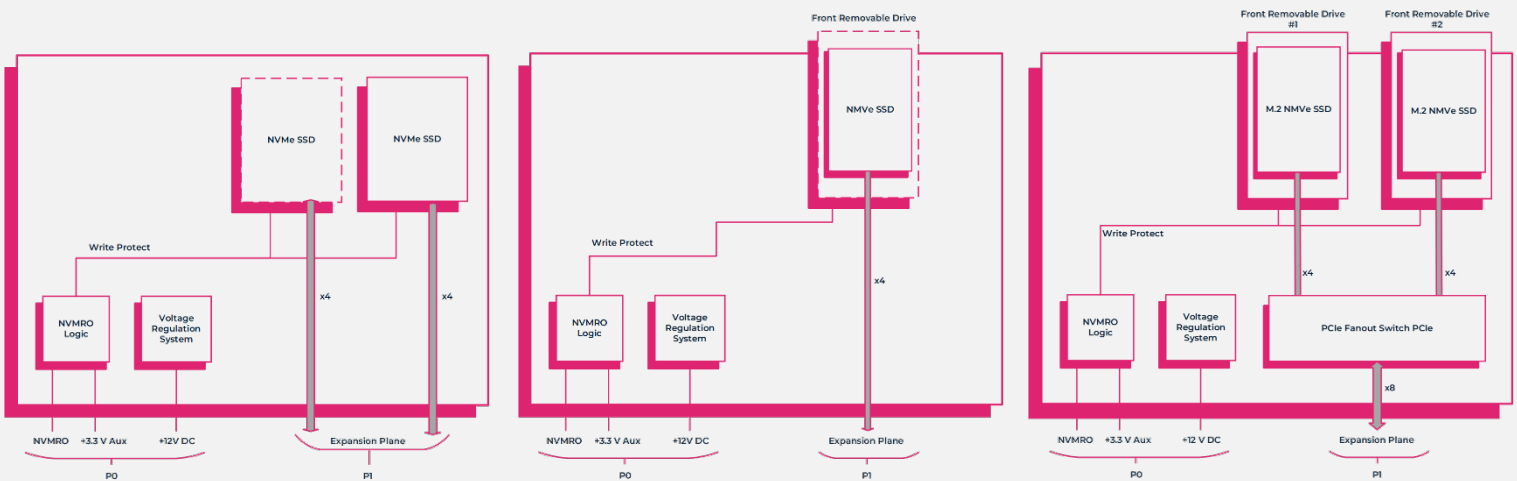 NVMe SSD
NVMe SSD
Write Protect
x4
x4
NVMRO
Logic
Voltage
Regulation
System
NVMRO
+3.3 V Aux
+12V DC
Expansion Plane
P0
P1
Front Removable Drive
NMVe SSD
Write Protect
x4
NVMRO
Logic
Voltage
Regulation
System
NVMRO
+3.3 V Aux
+12V DC
Expansion Plane
P0
P1
Front Removable Drive
#1
Front Removable Drive
#2
M.2 NMVe SSD
M.2 NMVe SSD
Write Protect
x4
x4
NVMRO
Logic
Voltage
Regulation
System
PCIe Fanout Switch PCIe
x8
NVMRO
+3.3 V Aux
+12 V DC
Expansion Plane
P0
P1